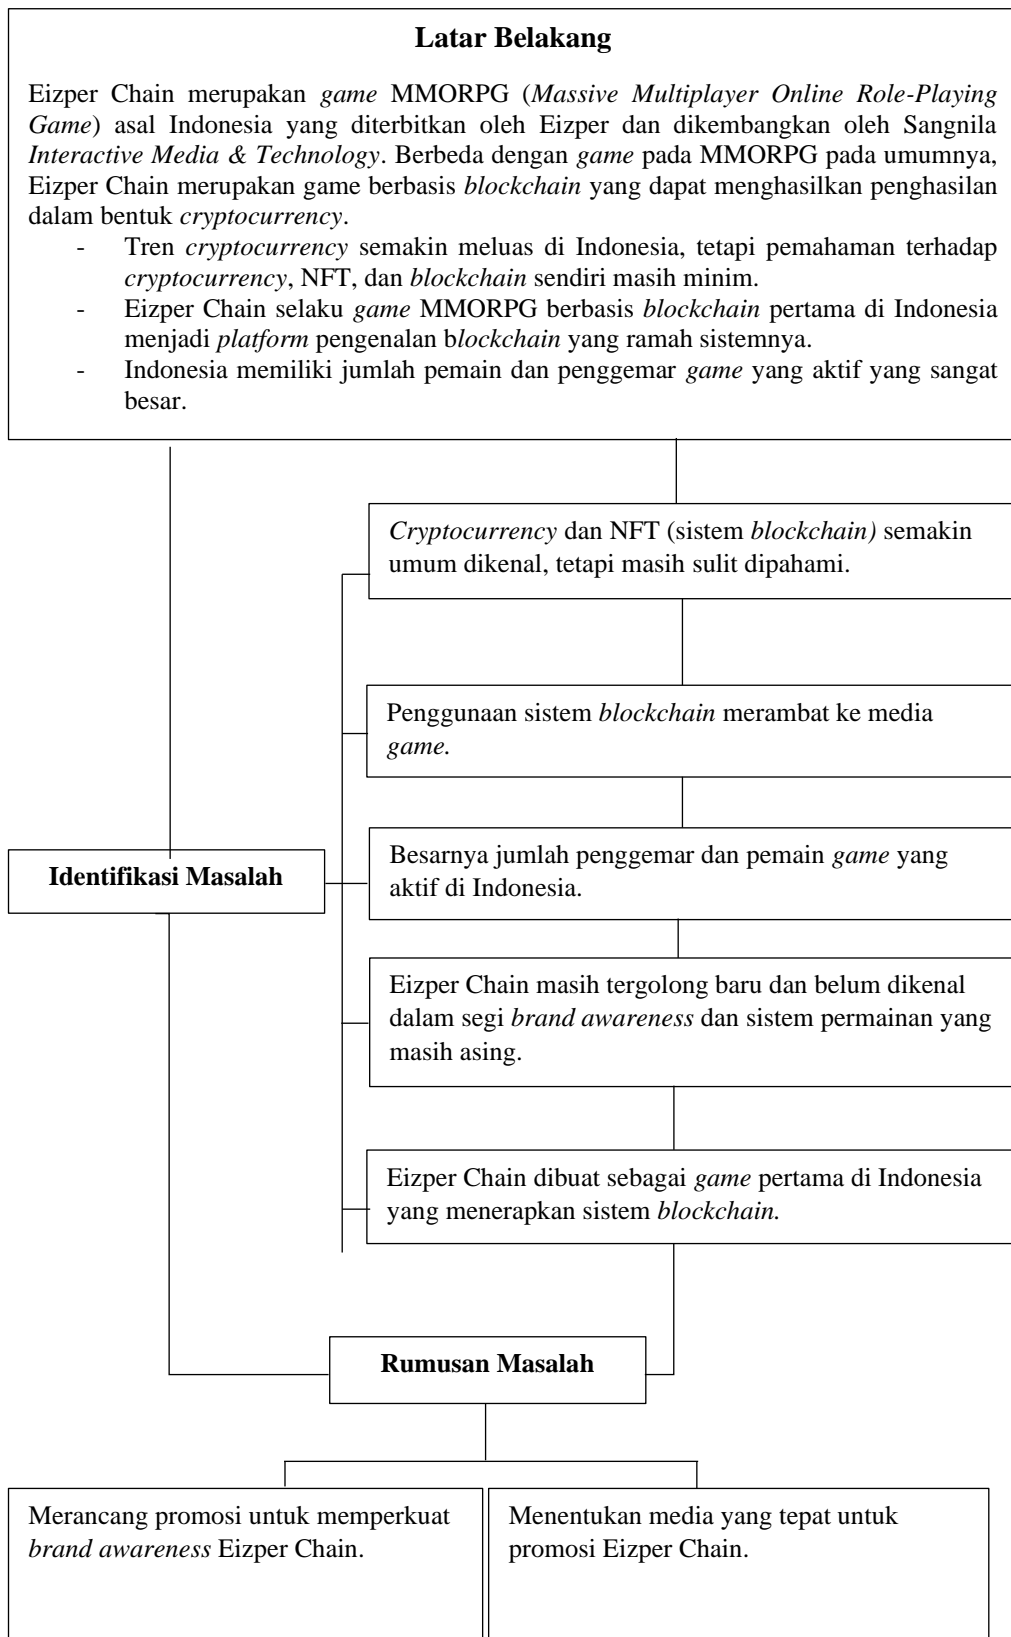 Latar Belakang
Eizper Chain merupakan game MMORPG (Massive Multiplayer Online Role-Playing
Game) asal Indonesia yang diterbitkan oleh Eizper dan dikembangkan oleh Sangnila
Interactive Media & Technology. Berbeda dengan game pada MMORPG pada umumnya,
Eizper Chain merupakan game berbasis blockchain yang dapat menghasilkan penghasilan
dalam bentuk cryptocurrency.
- Tren cryptocurrency semakin meluas di Indonesia, tetapi pemahaman terhadap
cryptocurrency, NFT, dan blockchain sendiri masih minim.
- Eizper Chain selaku game MMORPG berbasis blockchain pertama di Indonesia
menjadi platform pengenalan blockchain yang ramah sistemnya.
- Indonesia memiliki jumlah pemain dan penggemar game yang aktif yang sangat
besar.
Cryptocurrency dan NFT (sistem blockchain) semakin
umum dikenal, tetapi masih sulit dipahami.
Penggunaan sistem blockchain merambat ke media
game.
Identifikasi Masalah
Besarnya jumlah penggemar dan pemain game yang
aktif di Indonesia.
Eizper Chain masih tergolong baru dan belum dikenal
dalam segi brand awareness dan sistem permainan yang
masih asing.
Eizper Chain dibuat sebagai game pertama di Indonesia
yang menerapkan sistem blockchain.
Rumusan Masalah
Merancang promosi untuk memperkuat
brand awareness Eizper Chain.
Menentukan media yang tepat untuk
promosi Eizper Chain.